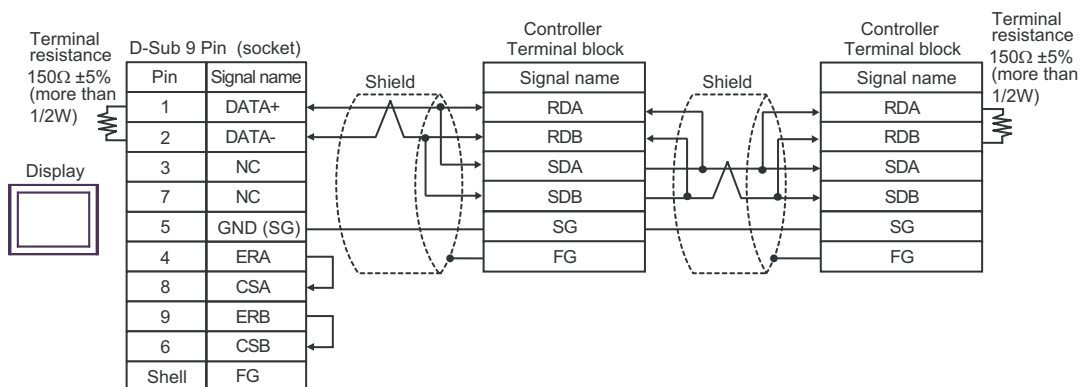 Terminal
resistance
150Ω ±5%
(more than
1/2W)
Display
D-Sub 9 Pin (socket)
Pin Signal name
1 DATA+
2 DATA-
3 NC
7 NC
5 GND (SG)
4 ERA
8 CSA
9 ERB
6 CSB
Shell FG
Shield
Controller
Terminal block
Signal name
RDA
RDB
SDA
SDB
SG
FG
Shield
Controller
Terminal block
Signal name
RDA
RDB
SDA
SDB
SG
FG
Terminal
resistance
150Ω ±5%
(more than
1/2W)